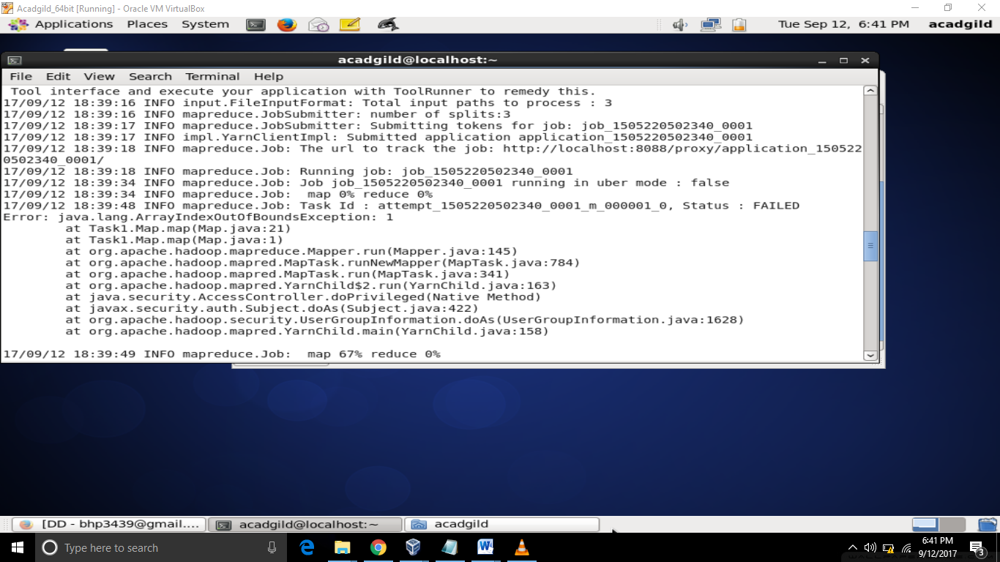 Acadgild_64bit [Running] - Oracle VM VirtualBox
Applications Places System Tue Sep 12, 6:41 PM acadgild
acadgild@localhost:~
File Edit View Search Terminal Help
Tool interface and execute your application with ToolRunner to remedy this.
17/09/12 18:39:16 INFO input.FileInputFormat: Total input paths to process : 3
17/09/12 18:39:16 INFO mapreduce.JobSubmitter: number of splits:3
17/09/12 18:39:17 INFO mapreduce.JobSubmitter: Submitting tokens for job: job_1505220502340_0001
17/09/12 18:39:17 INFO impl.YarnClientImpl: Submitted application application_1505220502340_0001
17/09/12 18:39:18 INFO mapreduce.Job: The url to track the job: http://localhost:8088/proxy/application_150522
0502340_0001/
17/09/12 18:39:18 INFO mapreduce.Job: Running job: job_1505220502340_0001
17/09/12 18:39:34 INFO mapreduce.Job: Job job_1505220502340_0001 running in uber mode : false
17/09/12 18:39:34 INFO mapreduce.Job:  map 0% reduce 0%
17/09/12 18:39:48 INFO mapreduce.Job: Task Id : attempt_1505220502340_0001_m_000001_0, Status : FAILED
Error: java.lang.ArrayIndexOutOfBoundsException: 1
at Task1.Map.map(Map.java:21)
at Task1.Map.map(Map.java:1)
at org.apache.hadoop.mapreduce.Mapper.run(Mapper.java:145)
at org.apache.hadoop.mapred.MapTask.runNewMapper(MapTask.java:784)
at org.apache.hadoop.mapred.MapTask.run(MapTask.java:341)
at org.apache.hadoop.mapred.YarnChild$2.run(YarnChild.java:163)
at java.security.AccessController.doPrivileged(Native Method)
at javax.security.auth.Subject.doAs(Subject.java:422)
at org.apache.hadoop.security.UserGroupInformation.doAs(UserGroupInformation.java:1628)
at org.apache.hadoop.mapred.YarnChild.main(YarnChild.java:158)
17/09/12 18:39:49 INFO mapreduce.Job:  map 67% reduce 0%
[DD - bhp3439@gmail.... acadgild@localhost:~ acadgild
Type here to search
6:41 PM
9/12/2017
3